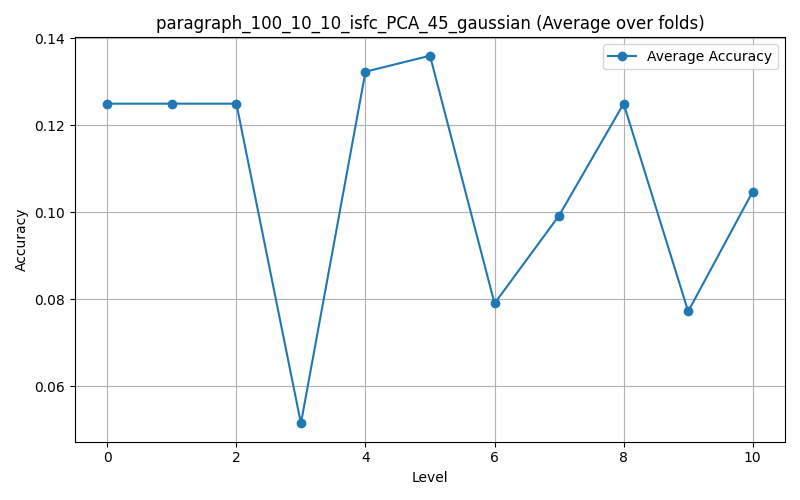 paragraph_100_10_10_isfc_PCA_45_gaussian (Average over folds)
Average Accuracy
Accuracy
0.14
0.12
0.10
0.08
0.06
0 2 4 6 8 10
Level